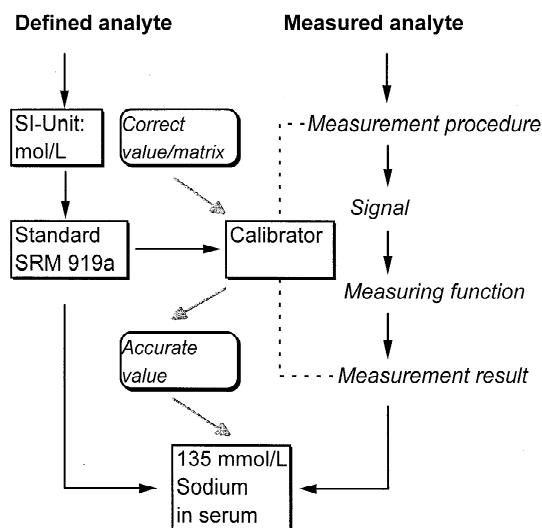 Defined analyte
Measured analyte
SI-Unit:
mol/L
Correct
value/matrix
Measurement procedure
Signal
Standard
SRM 919a
Calibrator
Measuring function
Accurate
value
Measurement result
135 mmol/L
Sodium
in serum